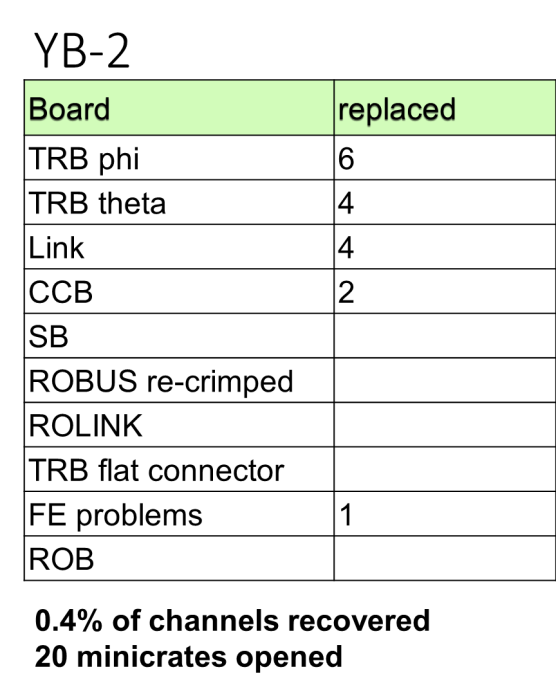 YB-2
Board replaced
TRB phi 6
TRB theta 4
Link 4
CCB 2
SB
ROBUS re-crimped
ROLINK
TRB flat connector
FE problems 1
ROB
0.4% of channels recovered
20 minicrates opened